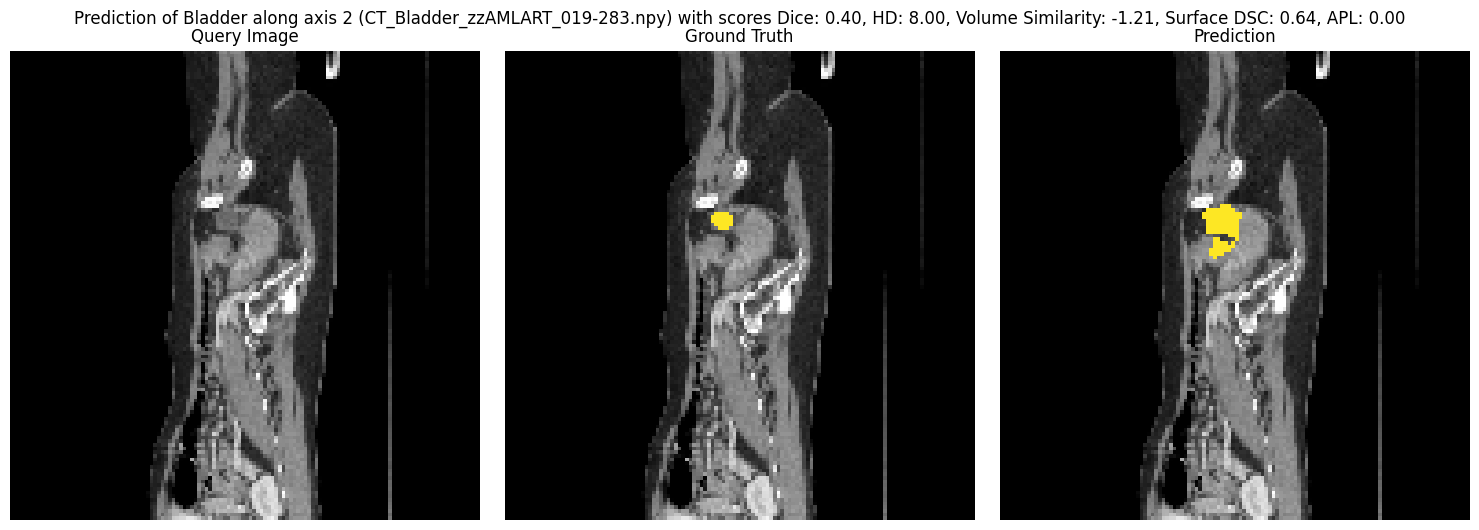 Prediction of Bladder along axis 2 (CT_Bladder_zzAMLART_019-283.npy) with scores Dice: 0.40, HD: 8.00, Volume Similarity: -1.21, Surface DSC: 0.64, APL: 0.00
Query Image
Ground Truth
Prediction